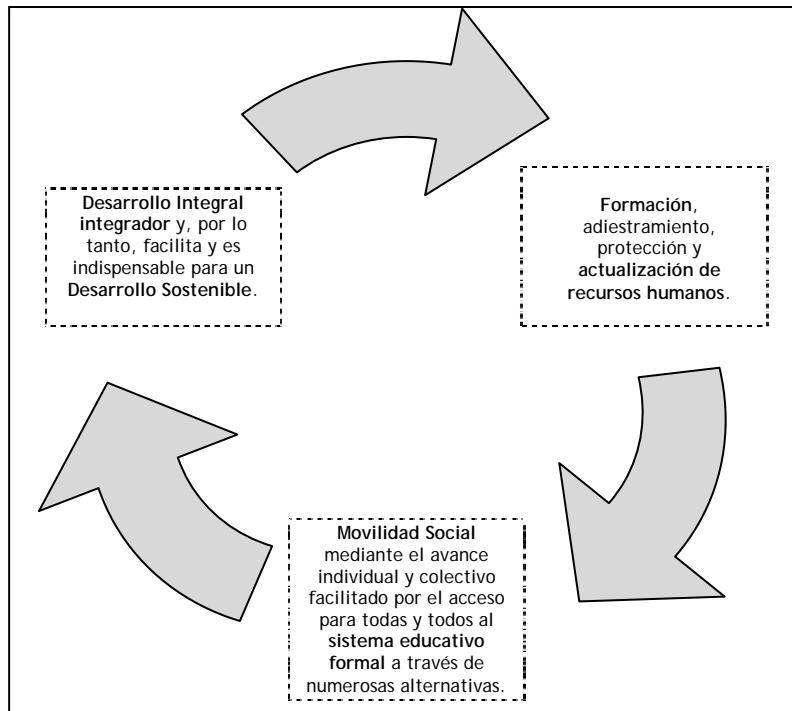 Desarrollo Integral
integrador y, por lo
tanto, facilita y es
indispensable para un
Desarrollo Sostenible.
Formación,
adiestramiento,
protección y
actualización de
recursos humanos.
Movilidad Social
mediante el avance
individual y colectivo
facilitado por el acceso
para todas y todos al
sistema educativo
formal a través de
numerosas alternativas.